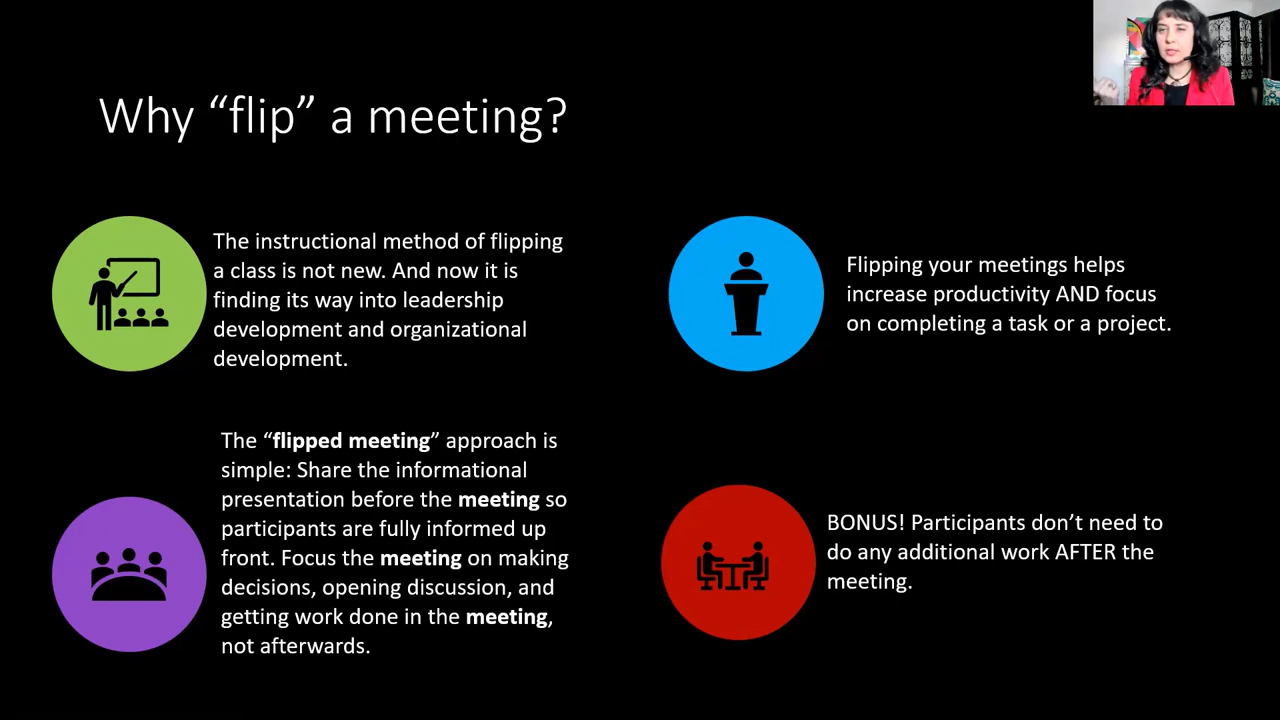 Why “flip” a meeting?
The instructional method of flipping
a class is not new. And now it is
finding its way into leadership
development and organizational
development.
Flipping your meetings helps
increase productivity AND focus
on completing a task or a project.
The “flipped meeting” approach is
simple: Share the informational
presentation before the meeting so
participants are fully informed up
front. Focus the meeting on making
decisions, opening discussion, and
getting work done in the meeting,
not afterwards.
BONUS! Participants don’t need to
do any additional work AFTER the
meeting.